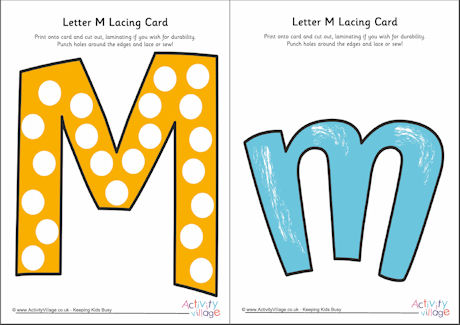 Letter M Lacing Card
Print onto card and cut out, laminating if you wish for durability.
Punch holes around the edges and lace or sew!
M
www.ActivityVillage.co.uk - Keeping Kids Busy
Activity
village
Letter M Lacing Card
Print onto card and cut out, laminating if you wish for durability.
Punch holes around the edges and lace or sew!
m
www.ActivityVillage.co.uk - Keeping Kids Busy
Activity
village